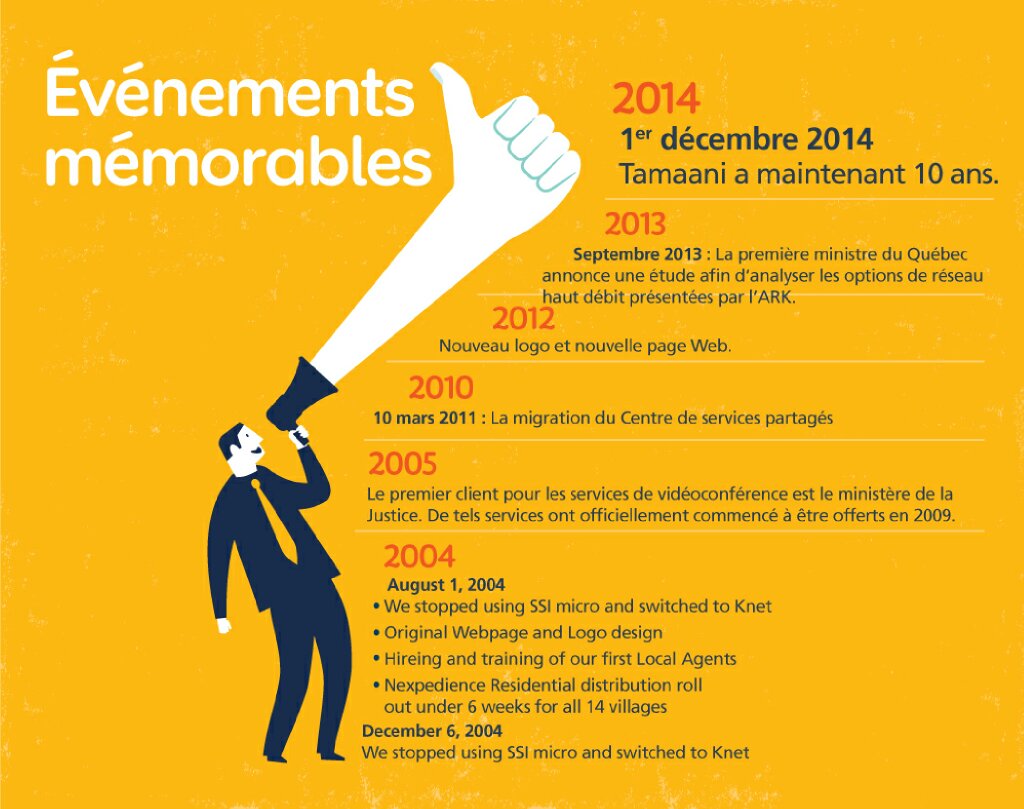 Événements
mémorables
2014
1er décembre 2014
Tamaani a maintenant 10 ans.
2013
Septembre 2013 : La première ministre du Québec
annonce une étude afin d'analyser les options de réseau
haut débit présentées par l'ARK.
2012
Nouveau logo et nouvelle page Web.
2010
10 mars 2011 : La migration du Centre de services partagés
2005
Le premier client pour les services de vidéoconférence est le ministère de la
Justice. De tels services ont officiellement commencé à être offerts en 2009.
2004
August 1, 2004
• We stopped using SSI micro and switched to Knet
• Original Webpage and Logo design
• Hireing and training of our first Local Agents
• Nexpedience Residential distribution roll
out under 6 weeks for all 14 villages
December 6, 2004
We stopped using SSI micro and switched to Knet